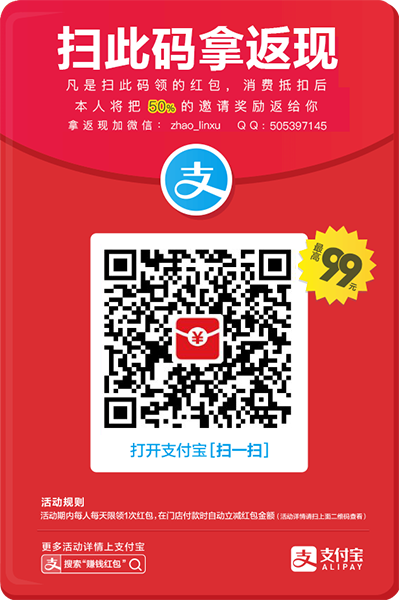 扫此码拿返现
凡是扫此码领的红包，消费抵扣后
本人将把 50% 的邀请奖励返给你
拿返现加微信：zhao_linxu QQ：505397145
支
最高99元
¥
打开支付宝[扫一扫]
活动规则
活动期内每人每天限领1次红包，在门店付款时自动立减红包金额（活动详情请扫上面二维码查看）
更多活动详情上支付宝
支 搜索“赚钱红包”
支 支付宝
ALIPAY